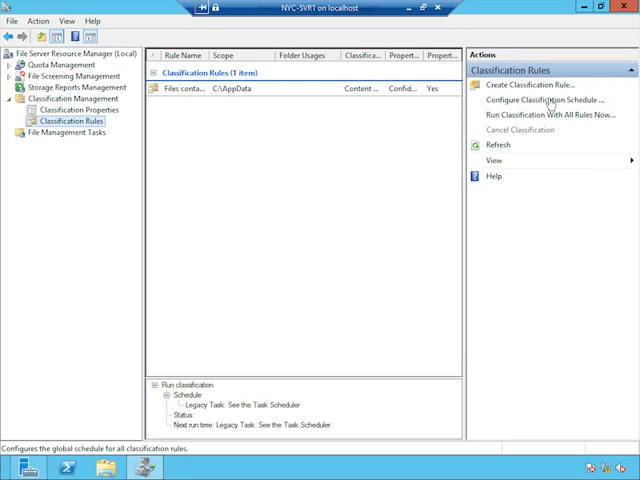 NYC-SVR1 on localhost
File Action View Help
File Server Resource Manager (Local)
Quota Management
File Screening Management
Storage Reports Management
Classification Management
Classification Properties
Classification Rules
File Management Tasks
Rule Name Scope Folder Usages Classifica... Propert... Propert...
Classification Rules (1 item)
Files conta... C:\AppData Content ... Confid... Yes
Run classification
Schedule
Legacy Task: See the Task Scheduler
Status:
Next run time: Legacy Task: See the Task Scheduler
Actions
Classification Rules
Create Classification Rule...
Configure Classification Schedule ...
Run Classification With All Rules Now...
Cancel Classification
Refresh
View
Help
Configures the global schedule for all classification rules.